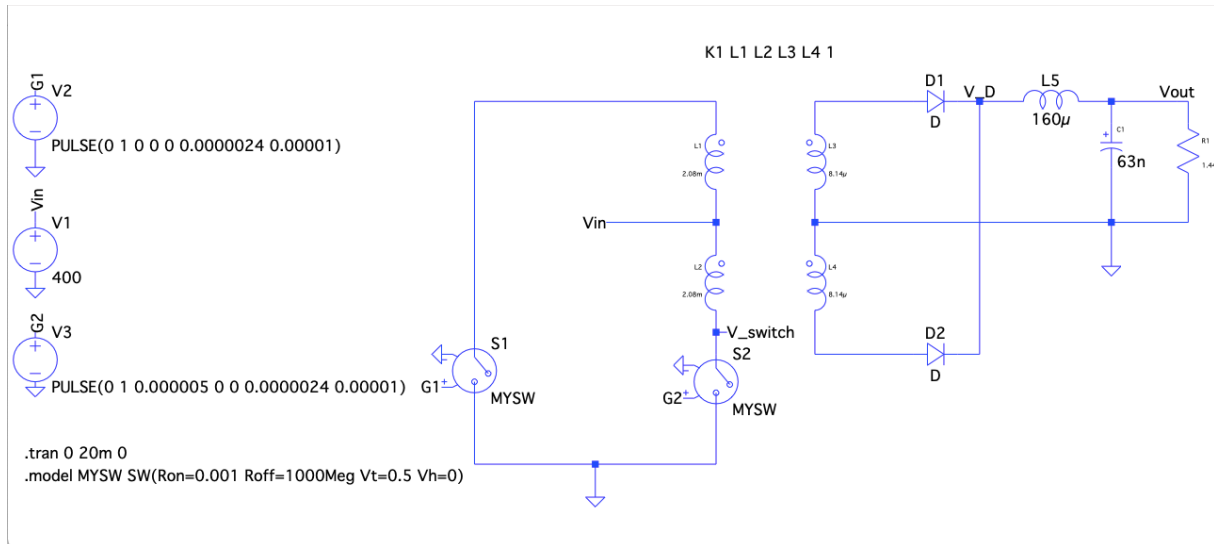 K1 L1 L2 L3 L4 1
G1
V2
PULSE(0 1 0 0 0 0.0000024 0.00001)
Vin
V1
400
G2
V3
PULSE(0 1 0.000005 0 0 0.0000024 0.00001)
.tran 0 20m 0
.model MYSW SW(Ron=0.001 Roff=1000Meg Vt=0.5 Vh=0)
S1
G1
MYSW
L1
2.08m
Vin
L2
2.08m
V_switch
S2
G2
MYSW
L3
8.14µ
L4
8.14µ
D1
D
V_D
D2
D
L5
160µ
Vout
C1
63n
R1